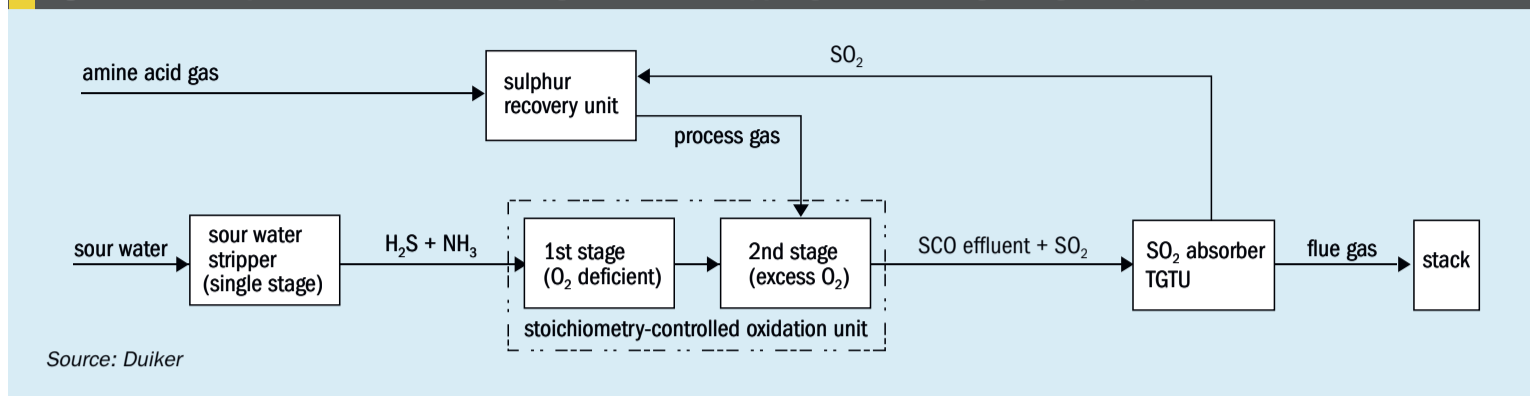 SO₂
amine acid gas
sulphur
recovery unit
process gas
sour water
sour water
stripper
(single stage)
H₂S + NH₃
1st stage
(O₂ deficient)
2nd stage
(excess O₂)
SCO effluent + SO₂
SO₂ absorber
TGTU
flue gas
stack
stoichiometry-controlled oxidation unit
Source: Duiker